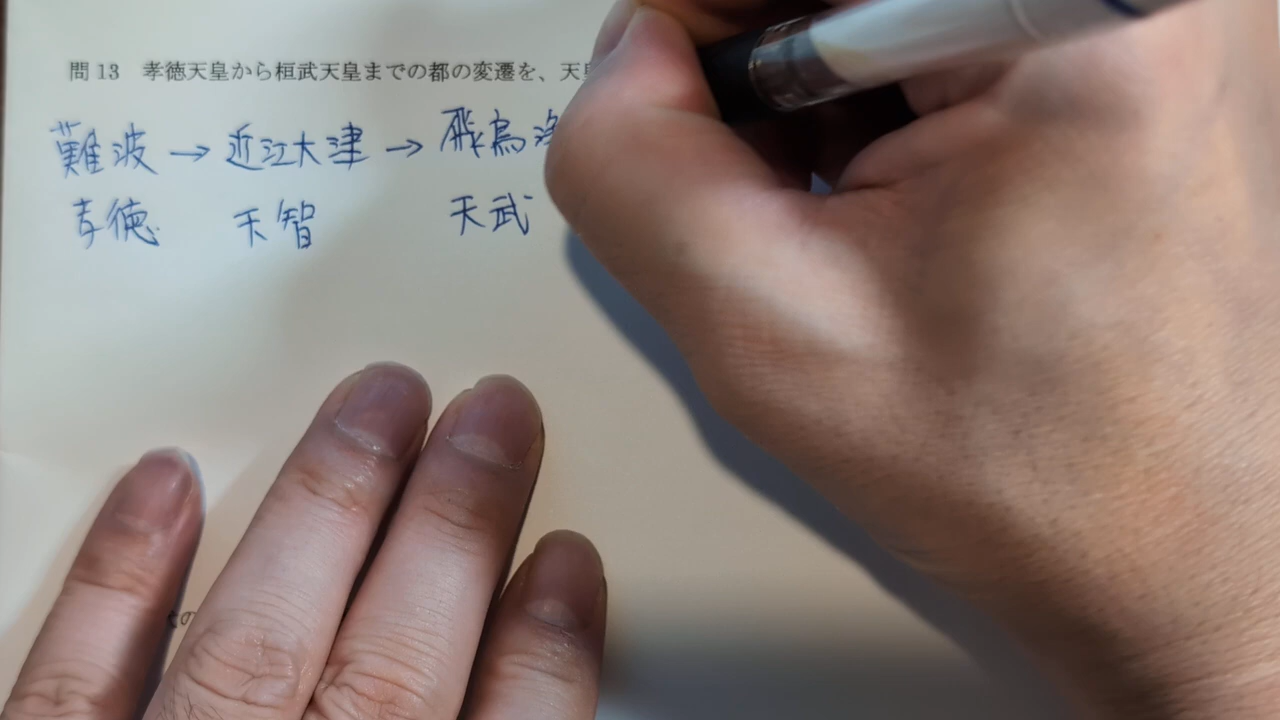 問 13 孝徳天皇から桓武天皇までの都の変遷を、天
難波 → 近江大津 → 飛鳥
孝徳 天智 天武
の